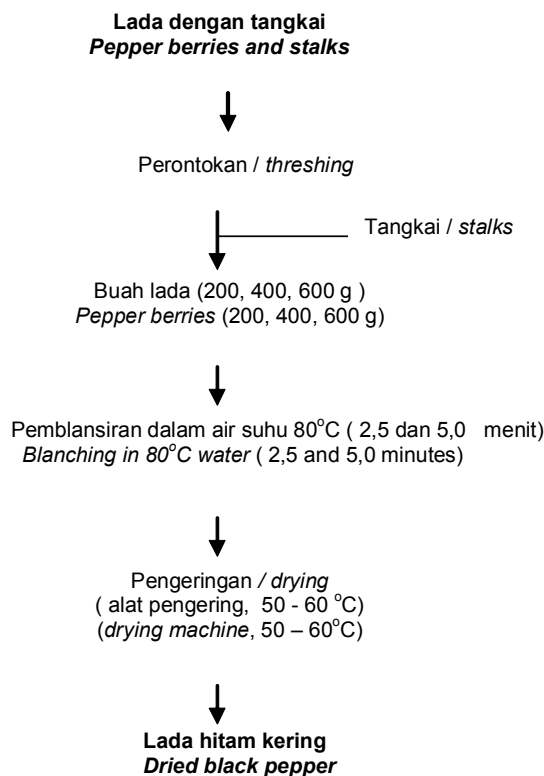 Lada dengan tangkai
Pepper berries and stalks
Perontokan / threshing
Tangkai / stalks
Buah lada (200, 400, 600 g )
Pepper berries (200, 400, 600 g)
Pemblansiran dalam air suhu 80°C ( 2,5 dan 5,0 menit)
Blanching in 80°C water ( 2,5 and 5,0 minutes)
Pengeringan / drying
( alat pengering, 50 - 60 °C)
(drying machine, 50 – 60°C)
Lada hitam kering
Dried black pepper